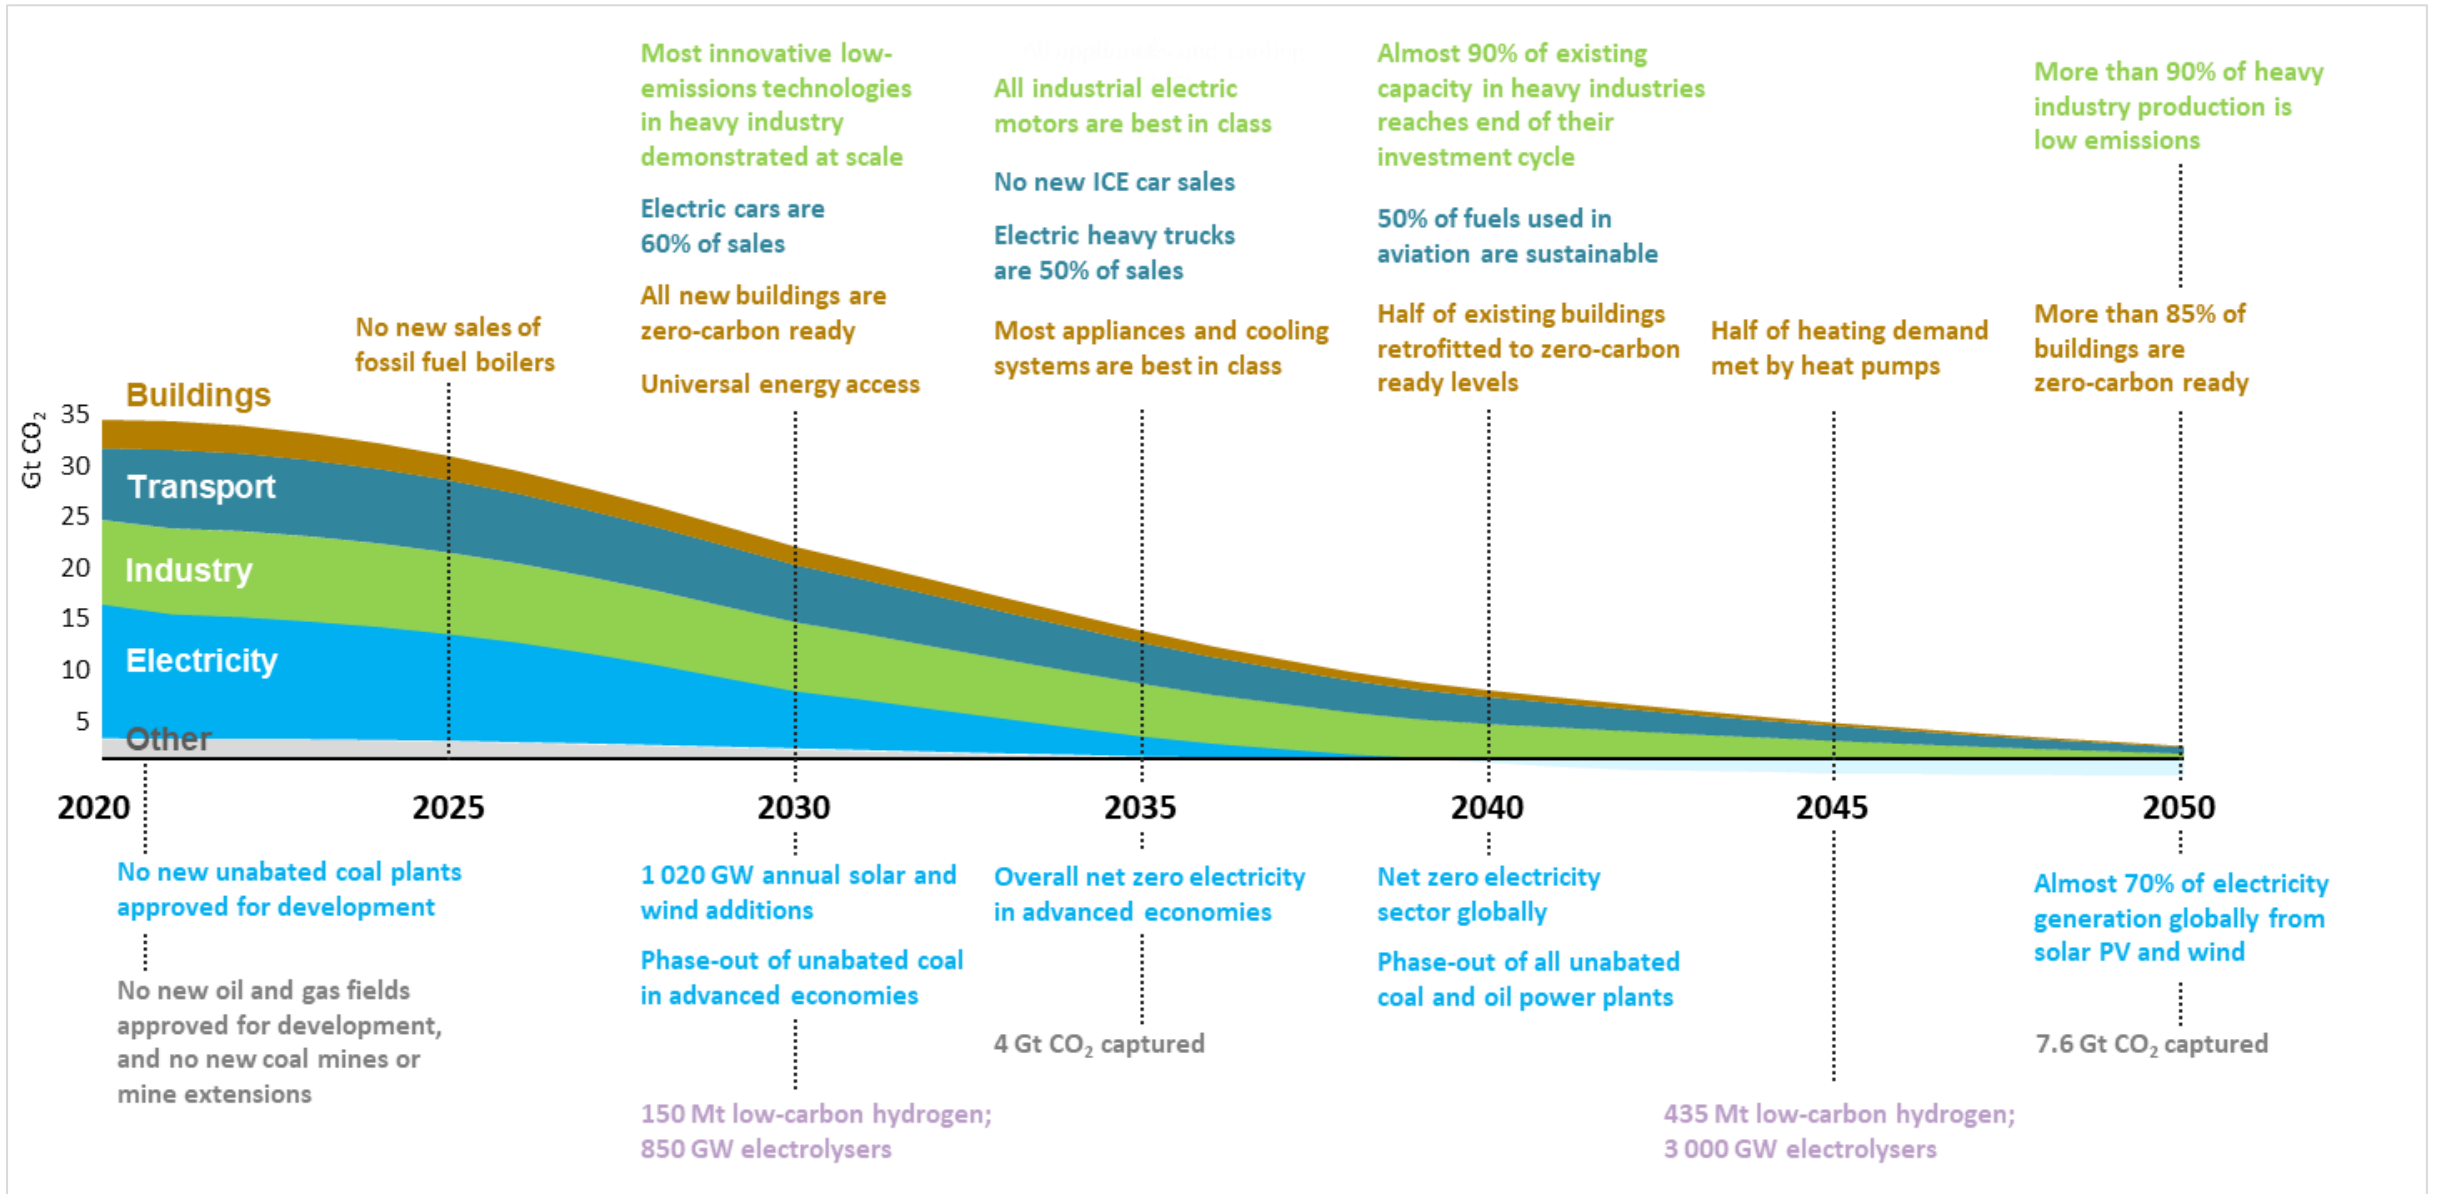 Most innovative low-
emissions technologies
in heavy industry
demonstrated at scale
Electric cars are
60% of sales
All new buildings are
zero-carbon ready
Universal energy access
All industrial electric
motors are best in class
No new ICE car sales
Electric heavy trucks
are 50% of sales
Most appliances and cooling
systems are best in class
Almost 90% of existing
capacity in heavy industries
reaches end of their
investment cycle
50% of fuels used in
aviation are sustainable
Half of existing buildings
retrofitted to zero-carbon
ready levels
Half of heating demand
met by heat pumps
More than 90% of heavy
industry production is
low emissions
More than 85% of
buildings are
zero-carbon ready
No new sales of
fossil fuel boilers
Gt CO₂
35
30
25
20
15
10
5
Buildings
Transport
Industry
Electricity
Other
2020
2025
2030
2035
2040
2045
2050
No new unabated coal plants
approved for development
No new oil and gas fields
approved for development,
and no new coal mines or
mine extensions
1 020 GW annual solar and
wind additions
Phase-out of unabated coal
in advanced economies
150 Mt low-carbon hydrogen;
850 GW electrolysers
Overall net zero electricity
in advanced economies
4 Gt CO₂ captured
Net zero electricity
sector globally
Phase-out of all unabated
coal and oil power plants
435 Mt low-carbon hydrogen;
3 000 GW electrolysers
Almost 70% of electricity
generation globally from
solar PV and wind
7.6 Gt CO₂ captured